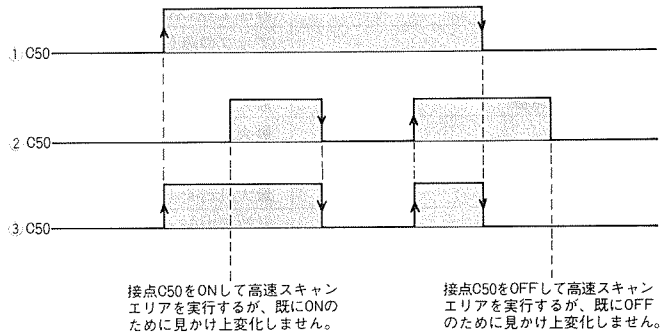 (1) C50
(2) C50
(3) C50
接点C50をONして高速スキャン
エリアを実行するが、既にONの
ために見かけ上変化しません。
接点C50をOFFして高速スキャン
エリアを実行するが、既にOFF
のために見かけ上変化しません。